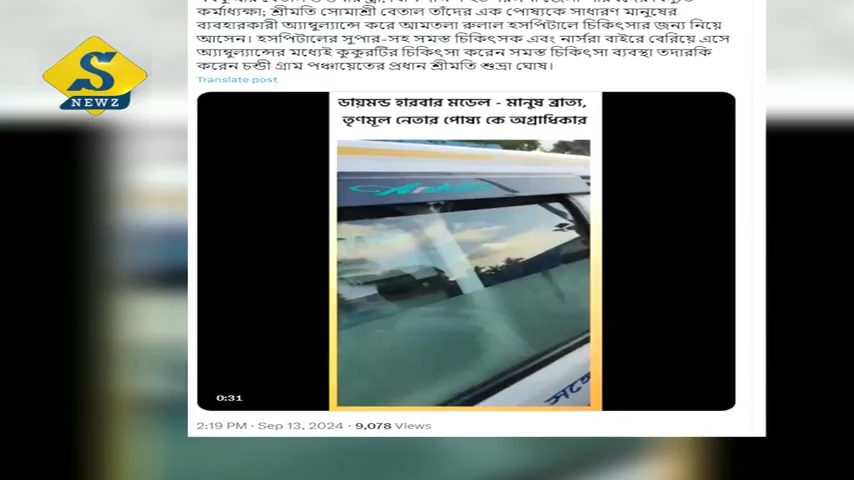 কর্মাধ্যক্ষা; শ্রীমতি সোমাশ্রী বেতাল তাঁদের এক পোষ্যকে সাধারণ মানুষের
ব্যবহারকারী অ্যাম্বুল্যান্সে করে আমতলা রুলাল হসপিটালে চিকিৎসার জন্য নিয়ে
আসেন। হসপিটালের সুপার-সহ সমস্ত চিকিৎসক এবং নার্সরা বাইরে বেরিয়ে এসে
অ্যাম্বুল্যান্সের মধ্যেই কুকুরটির চিকিৎসা করেন সমস্ত চিকিৎসা ব্যবস্থা তদারকি
করেন চন্ডী গ্রাম পঞ্চায়েতের প্রধান শ্রীমতি শুভ্রা ঘোষ।
Translate post
S
NEWZ
ডায়মন্ড হারবার মডেল - মানুষ ব্রাত্য,
তৃণমূল নেতার পোষ্য কে অগ্রাধিকার
0:31
2:19 PM · Sep 13, 2024 · 9,078 Views